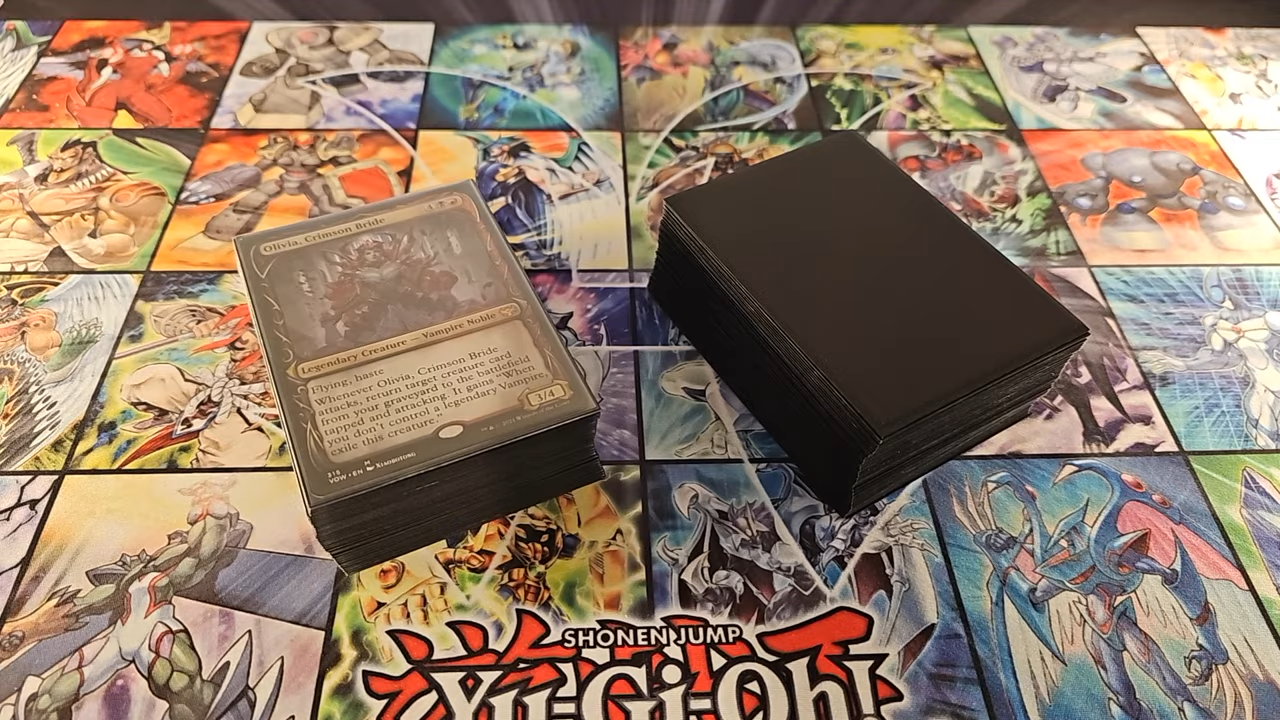 Olivia, Crimson Bride
Legendary Creature — Vampire Noble
Flying, haste
Whenever Olivia, Crimson Bride
attacks, return target creature card
from your graveyard to the battlefield
tapped and attacking. It gains "When
you don't control a legendary Vampire,
exile this creature."
3/4
VOW • EN
SHONEN JUMP
Yu-Gi-Oh!